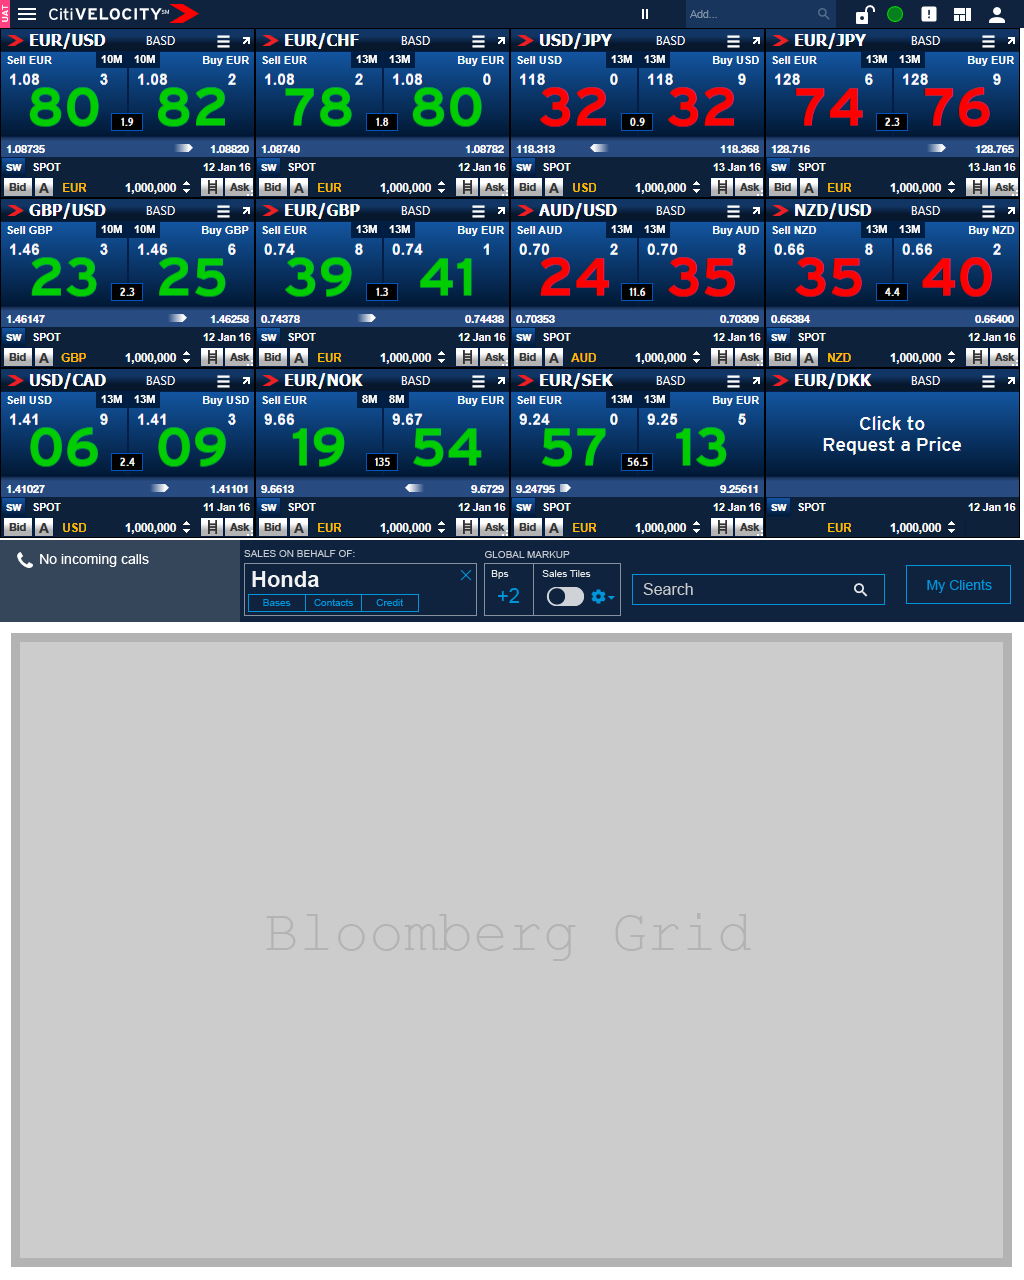 UAT
CitiVELOCITY SM
Add...
EUR/USD BASD
Sell EUR 10M 10M Buy EUR
1.08 3 1.08 2
80 82
1.9
1.08735 1.08820
SW SPOT 12 Jan 16
Bid A EUR 1,000,000 Ask
EUR/CHF BASD
Sell EUR 13M 13M Buy EUR
1.08 2 1.08 0
78 80
1.8
1.08740 1.08782
SW SPOT 12 Jan 16
Bid A EUR 1,000,000 Ask
USD/JPY BASD
Sell USD 13M 13M Buy USD
118 0 118 9
32 32
0.9
118.313 118.368
SW SPOT 13 Jan 16
Bid A USD 1,000,000 Ask
EUR/JPY BASD
Sell EUR 13M 13M Buy EUR
128 6 128 9
74 76
2.3
128.716 128.765
SW SPOT 13 Jan 16
Bid A EUR 1,000,000 Ask
GBP/USD BASD
Sell GBP 10M 10M Buy GBP
1.46 3 1.46 6
23 25
2.3
1.46147 1.46258
SW SPOT 12 Jan 16
Bid A GBP 1,000,000 Ask
EUR/GBP BASD
Sell EUR 13M 13M Buy EUR
0.74 8 0.74 1
39 41
1.3
0.74378 0.74438
SW SPOT 12 Jan 16
Bid A EUR 1,000,000 Ask
AUD/USD BASD
Sell AUD 13M 13M Buy AUD
0.70 2 0.70 8
24 35
11.6
0.70353 0.70309
SW SPOT 12 Jan 16
Bid A AUD 1,000,000 Ask
NZD/USD BASD
Sell NZD 13M 13M Buy NZD
0.66 8 0.66 2
35 40
4.4
0.66384 0.66400
SW SPOT 12 Jan 16
Bid A NZD 1,000,000 Ask
USD/CAD BASD
Sell USD 13M 13M Buy USD
1.41 9 1.41 3
06 09
2.4
1.41027 1.41101
SW SPOT 11 Jan 16
Bid A USD 1,000,000 Ask
EUR/NOK BASD
Sell EUR 8M 8M Buy EUR
9.66 9.67
19 54
135
9.6613 9.6729
SW SPOT 12 Jan 16
Bid A EUR 1,000,000 Ask
EUR/SEK BASD
Sell EUR 13M 13M Buy EUR
9.24 0 9.25 5
57 13
56.5
9.24795 9.25611
SW SPOT 12 Jan 16
Bid A EUR 1,000,000 Ask
EUR/DKK BASD
Click to
Request a Price
SW SPOT 12 Jan 16
EUR 1,000,000
No incoming calls
SALES ON BEHALF OF:
Honda
Bases Contacts Credit
GLOBAL MARKUP
Bps Sales Tiles
+2
Search
My Clients
Bloomberg Grid